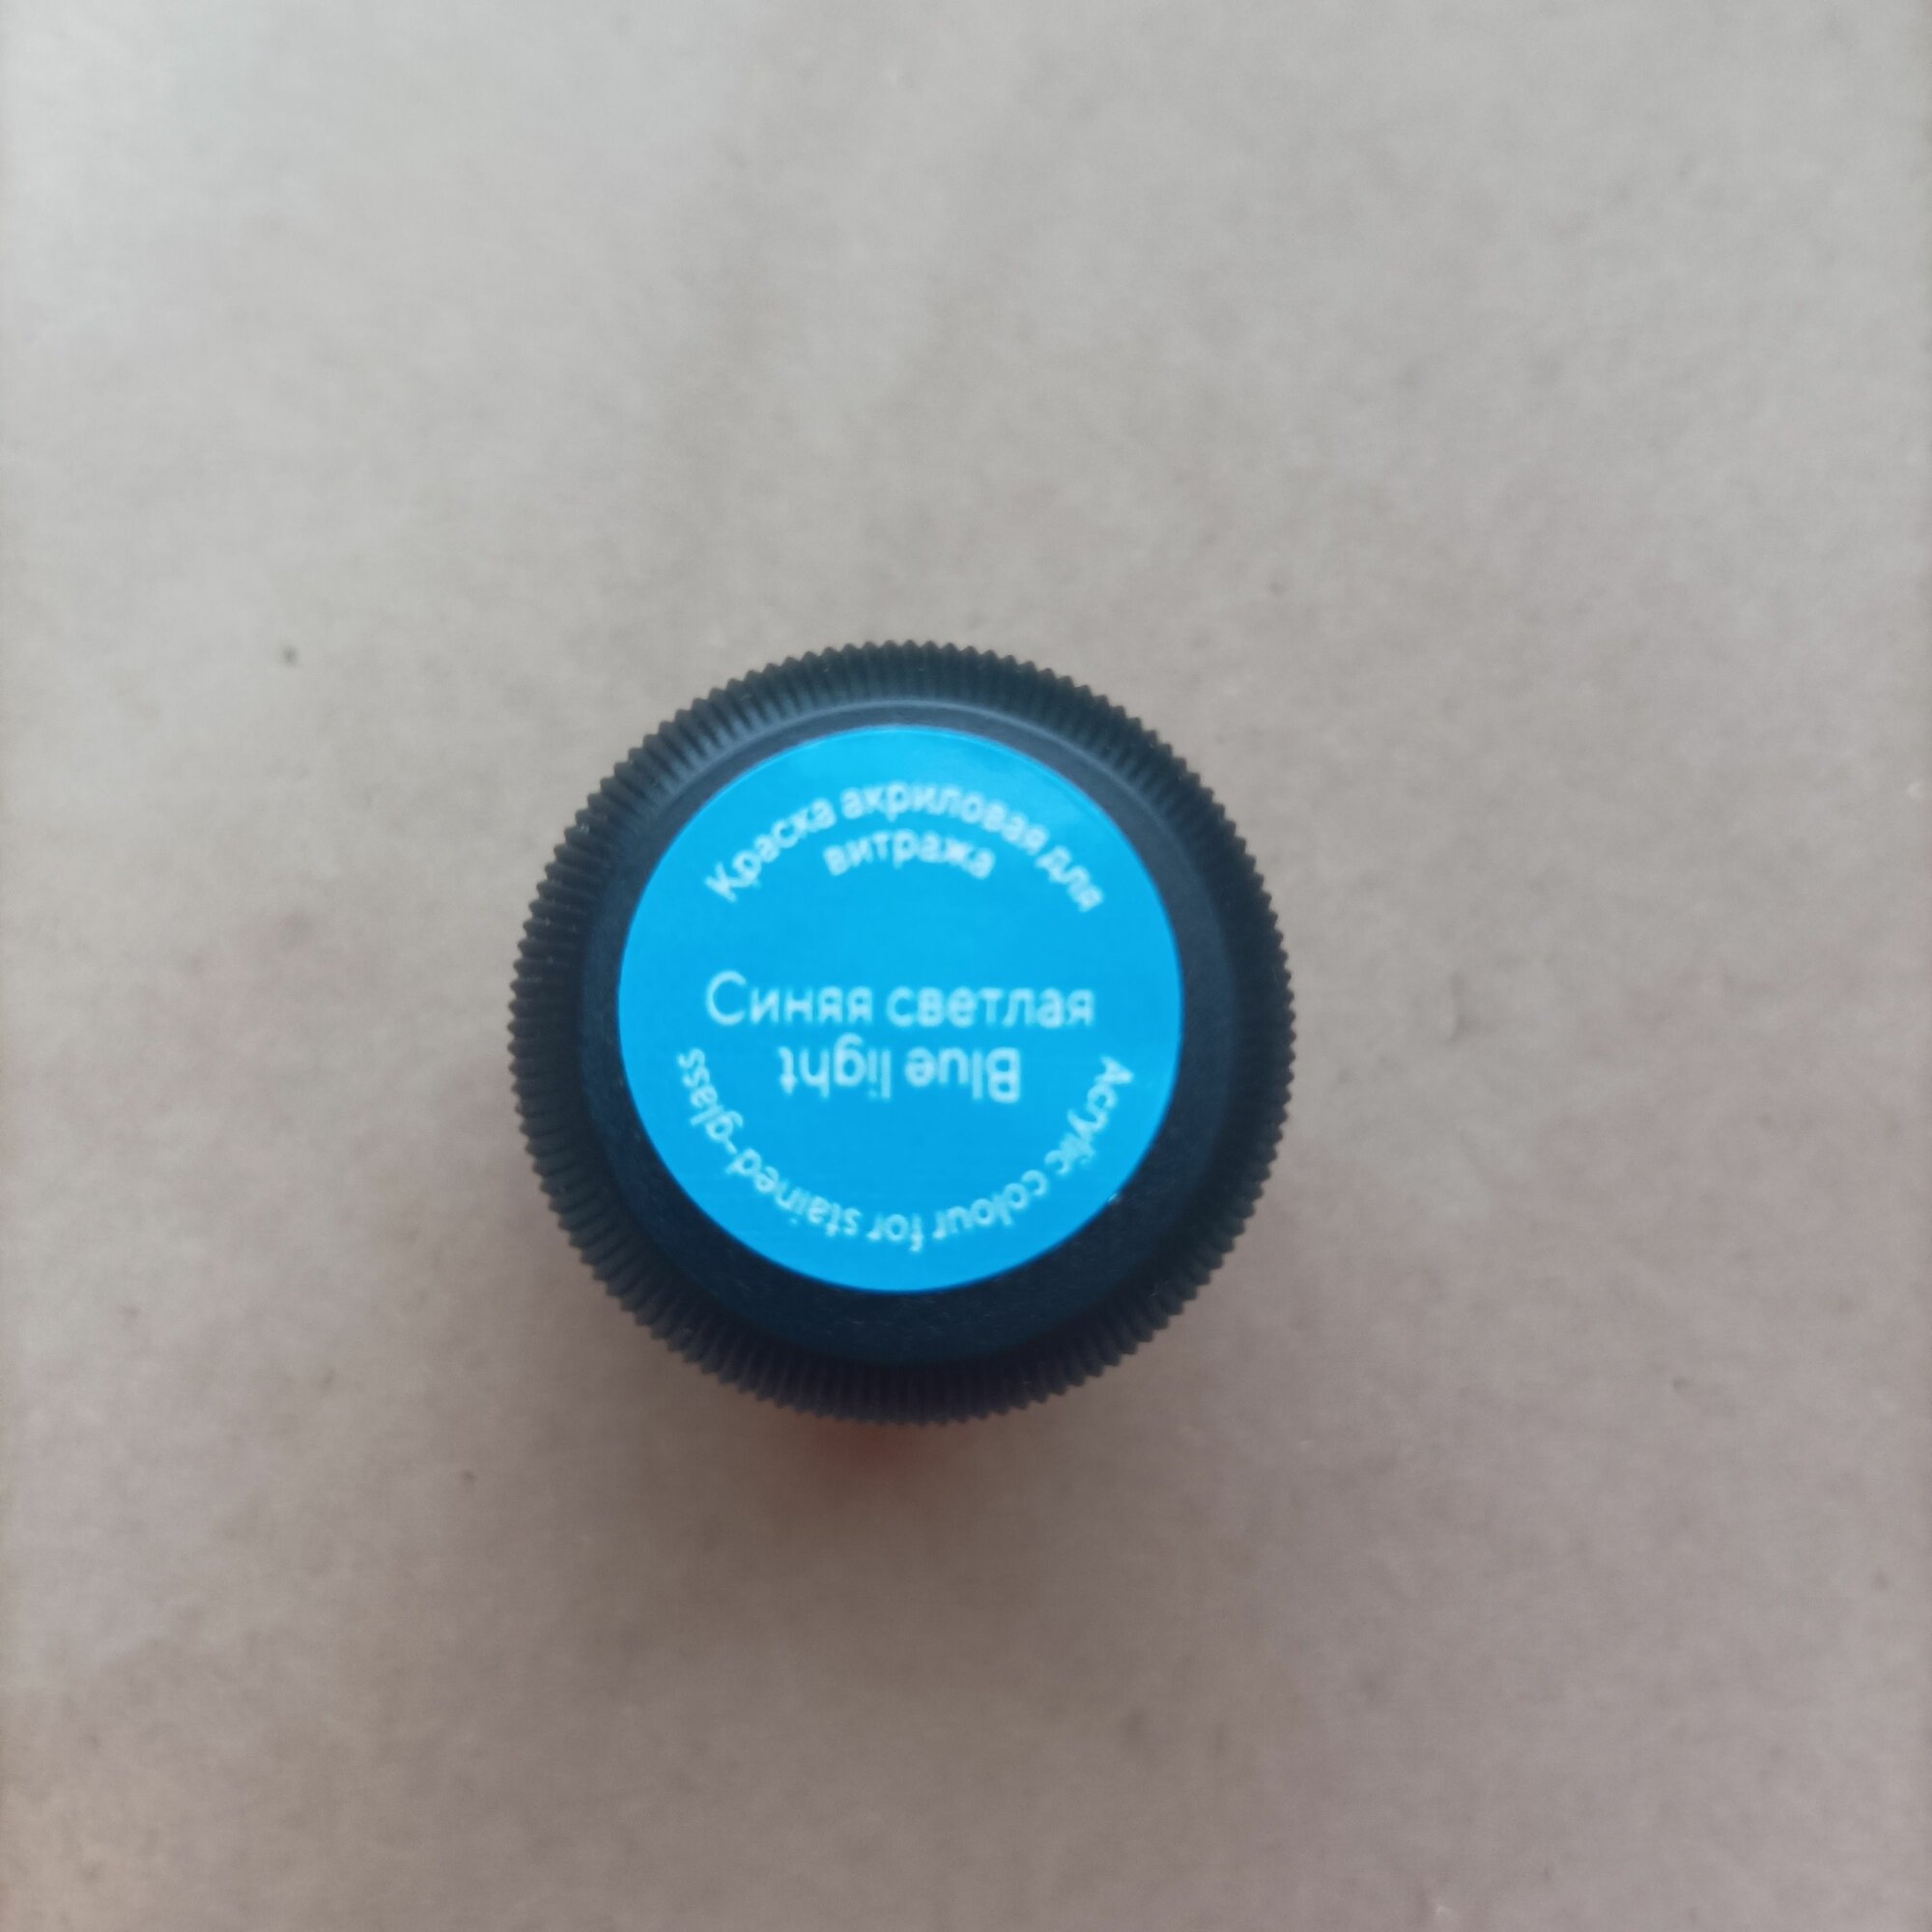 Краска акриловая для
витража
Синяя светлая
Blue light
Acrylic colour for stained-glass